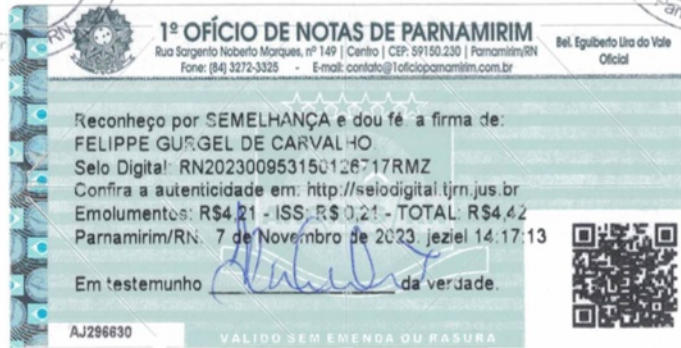 1º OFÍCIO DE NOTAS DE PARNAMIRIM
Rua Sargento Noberto Marques, nº 149 | Centro | CEP: 59150.230 | Parnamirim/RN
Fone: (84) 3272-3325 - E-mail: contato@1oficioparnamirim.com.br
Bel. Egulberto Lira do Vale
Oficial
RN
Reconheço por SEMELHANÇA e dou fé a firma de:
FELIPPE GURGEL DE CARVALHO
Selo Digital: RN202300953150126717RMZ
Confira a autenticidade em: http://selodigital.tjrn.jus.br
Emolumentos: R$4,21 - ISS: R$ 0,21 - TOTAL: R$4,42
Parnamirim/RN. 7 de Novembro de 2023. jeziel 14:17:13
Em testemunho da verdade.
AJ296630
VALIDO SEM EMENDA OU RASURA